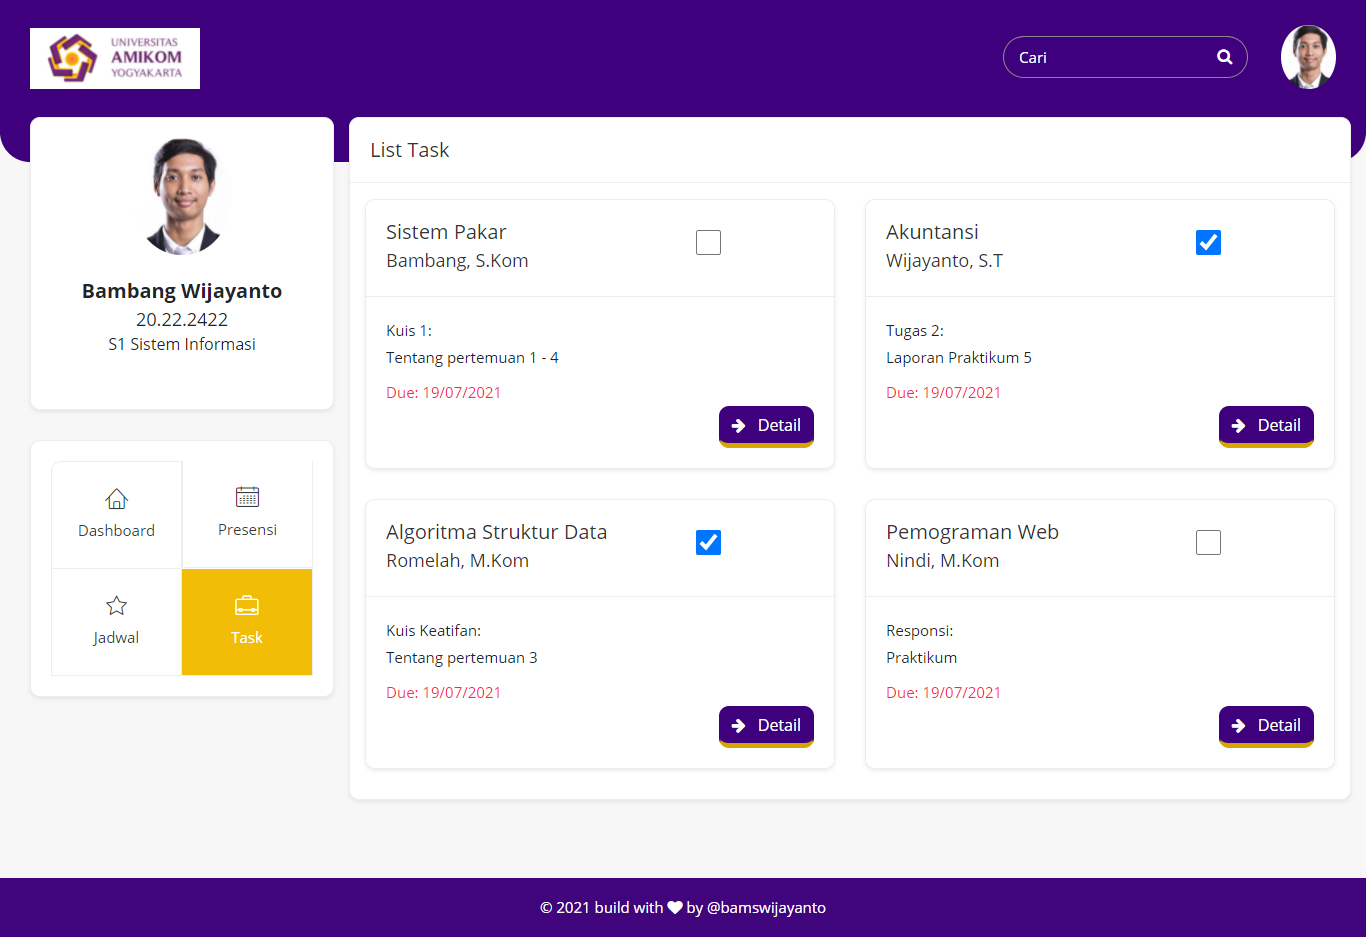 UNIVERSITAS
AMIKOM
YOGYAKARTA
Cari
Bambang Wijayanto
20.22.2422
S1 Sistem Informasi
Dashboard
Presensi
Jadwal
Task
List Task
Sistem Pakar
Bambang, S.Kom
Kuis 1:
Tentang pertemuan 1 - 4
Due: 19/07/2021
Detail
Akuntansi
Wijayanto, S.T
Tugas 2:
Laporan Praktikum 5
Due: 19/07/2021
Detail
Algoritma Struktur Data
Romelah, M.Kom
Kuis Keatifan:
Tentang pertemuan 3
Due: 19/07/2021
Detail
Pemograman Web
Nindi, M.Kom
Responsi:
Praktikum
Due: 19/07/2021
Detail
© 2021 build with ♥ by @bamswijayanto